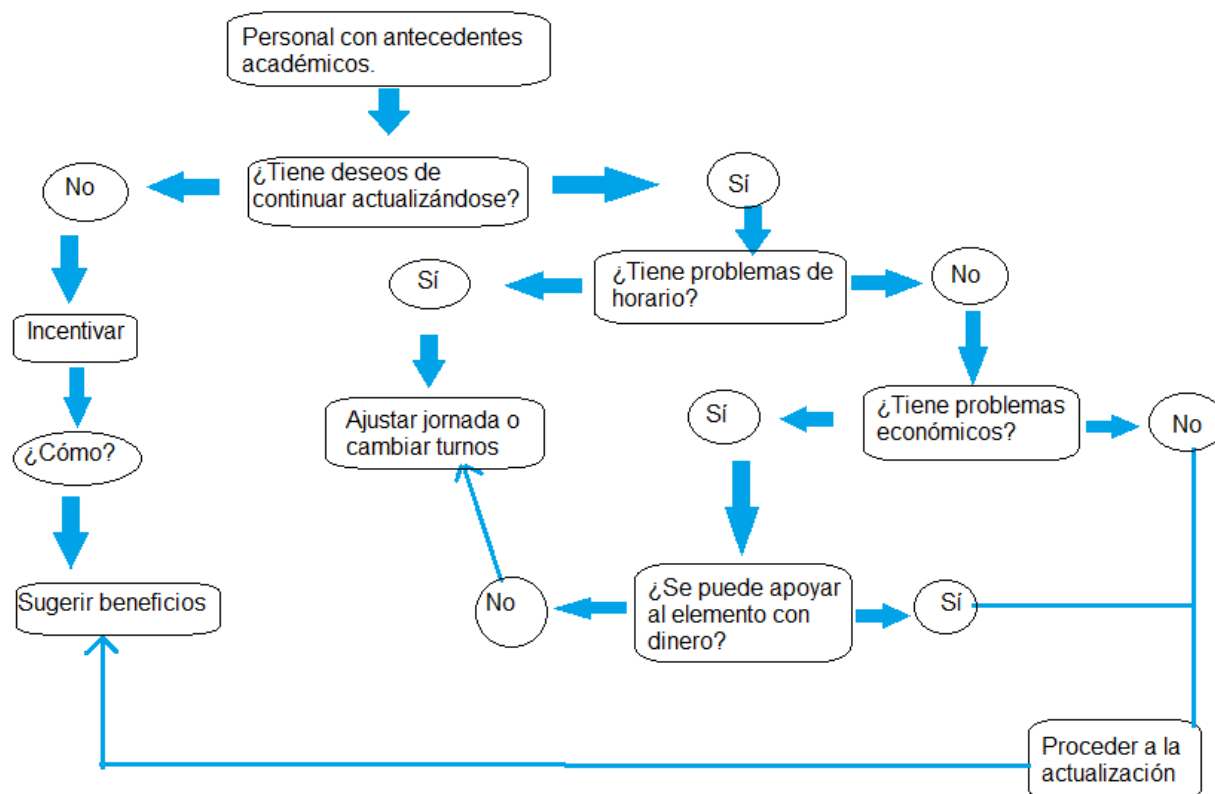 Personal con antecedentes
académicos.
No
¿Tiene deseos de
continuar actualizándose?
Sí
Sí
¿Tiene problemas de
horario?
No
Incentivar
Ajustar jornada o
cambiar turnos
Sí
¿Tiene problemas
económicos?
No
¿Cómo?
Sugerir beneficios
No
¿Se puede apoyar
al elemento con
dinero?
Sí
Proceder a la
actualización